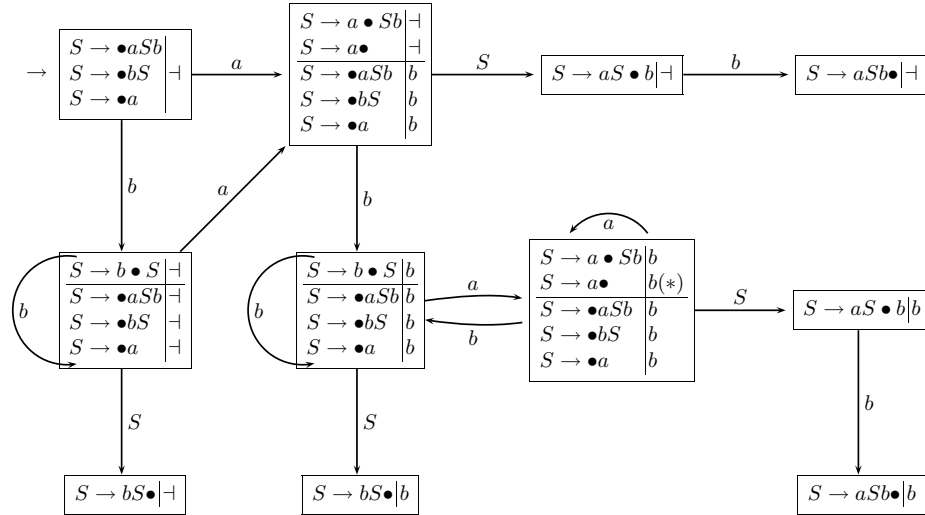 →
S → •aSb
S → •bS ⊣
S → •a
a
S → a • Sb ⊣
S → a• ⊣
S → •aSb b
S → •bS b
S → •a b
S
S → aS • b ⊣
b
S → aSb• ⊣
b
a
b
b
S → b • S ⊣
S → •aSb ⊣
S → •bS ⊣
S → •a ⊣
b
S → b • S b
S → •aSb b
S → •bS b
S → •a b
a
b
a
S → a • Sb b
S → a• b(∗)
S → •aSb b
S → •bS b
S → •a b
S
S → aS • b b
S
S
b
S → bS• ⊣
S → bS• b
S → aSb• b